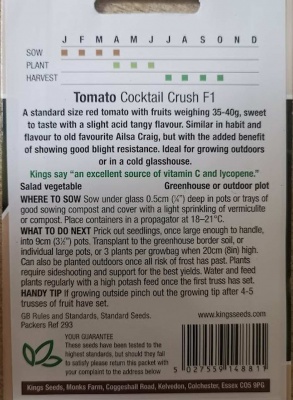 J F M A M J J A S O N D
SOW
PLANT
HARVEST
Tomato Cocktail Crush F1
A standard size red tomato with fruits weighing 35-40g, sweet
to taste with a slight acid tangy flavour. Similar in habit and
flavour to old favourite Ailsa Craig, but with the added benefit
of showing good blight resistance. Ideal for growing outdoors
or in a cold glasshouse.
Kings say "an excellent source of vitamin C and lycopene."
Salad vegetable Greenhouse or outdoor plot
WHERE TO SOW Sow under glass 0.5cm (¼") deep in pots or trays of
good sowing compost and cover with a light sprinkling of vermiculite
or compost. Place containers in a propagator at 18–21°C.
WHAT TO DO NEXT Prick out seedlings, once large enough to handle,
into 9cm (3½") pots. Transplant to the greenhouse border soil, or
individual large pots, or 3 plants per growbag when 20cm (8in) high.
Can also be planted outdoors once all risk of frost has past. Plants
require sideshooting and support for the best yields. Water and feed
plants regularly with a high potash feed once the first truss has set.
HANDY TIP If growing outside pinch out the growing tip after 4-5
trusses of fruit have set.
GB Rules and Standards, Standard Seeds.
Packers Ref 293
www.kingsseeds.com
YOUR GUARANTEE
These seeds have been tested to the
highest standards, but should they fail
to satisfy please return this packet with
your complaint to the address below
5 027559 14881
Kings Seeds, Monks Farm, Coggeshall Road, Kelvedon, Colchester, Essex CO5 9PG